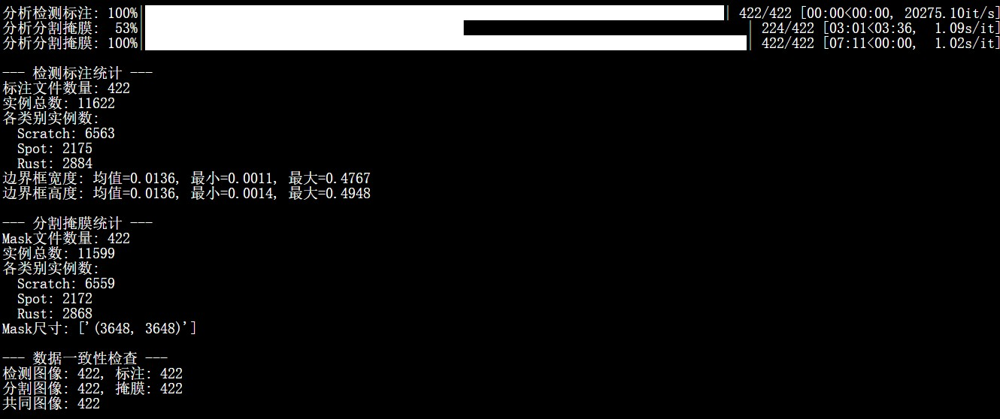 分析检测标注: 100%| | 422/422 [00:00<00:00, 20275.10it/s]
分析分割掩膜: 53%| | 224/422 [03:01<03:36, 1.09s/it]
分析分割掩膜: 100%| | 422/422 [07:11<00:00, 1.02s/it]
--- 检测标注统计 ---
标注文件数量: 422
实例总数: 11622
各类别实例数:
Scratch: 6563
Spot: 2175
Rust: 2884
边界框宽度: 均值=0.0136, 最小=0.0011, 最大=0.4767
边界框高度: 均值=0.0136, 最小=0.0014, 最大=0.4948
--- 分割掩膜统计 ---
Mask文件数量: 422
实例总数: 11599
各类别实例数:
Scratch: 6559
Spot: 2172
Rust: 2868
Mask尺寸: ['(3648, 3648)']
--- 数据一致性检查 ---
检测图像: 422, 标注: 422
分割图像: 422, 掩膜: 422
共同图像: 422